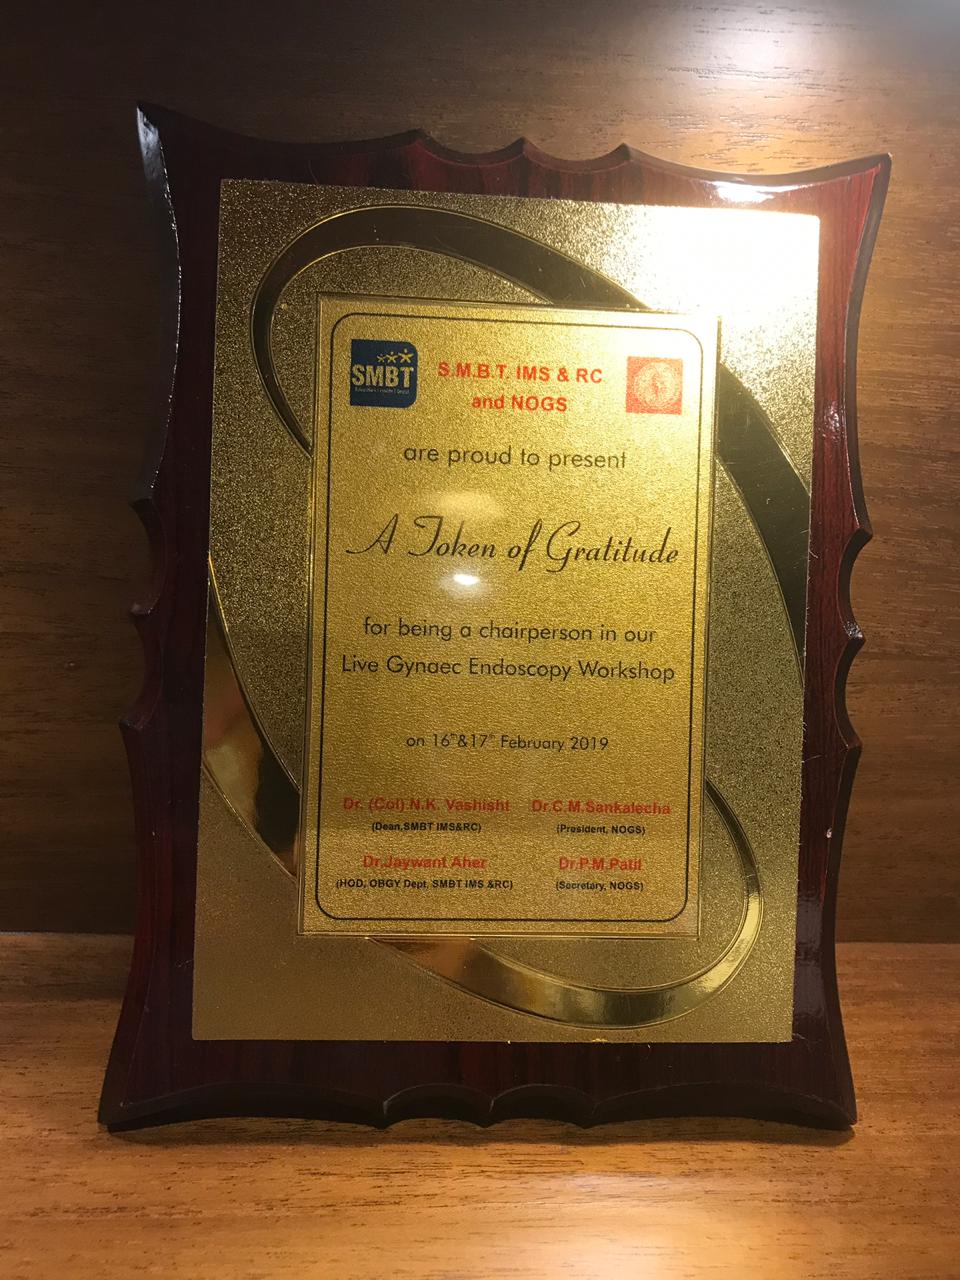 SMBT
S.M.B.T. IMS & RC
and NOGS
are proud to present
A Token of Gratitude
for being a chairperson in our
Live Gynaec Endoscopy Workshop
on 16th&17th February 2019
Dr. (Col) N.K. Vashisht Dr.C.M.Sankalecha
(Dean,SMBT IMS&RC) (President, NOGS)
Dr.Jaywant Aher Dr.P.M.Patil
(HOD, OBGY Dept, SMBT IMS &RC) (Secretary, NOGS)